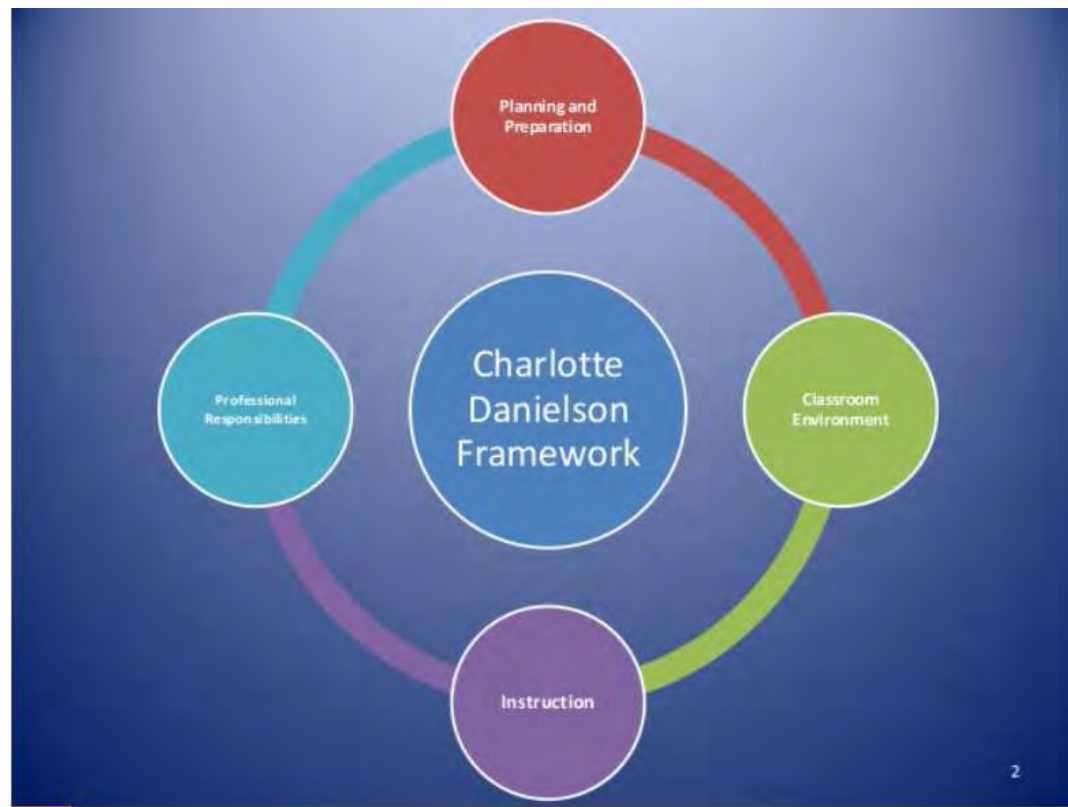 Planning and
Preparation
Charlotte
Danielson
Framework
Professional
Responsibilities
Classroom
Environment
Instruction
2